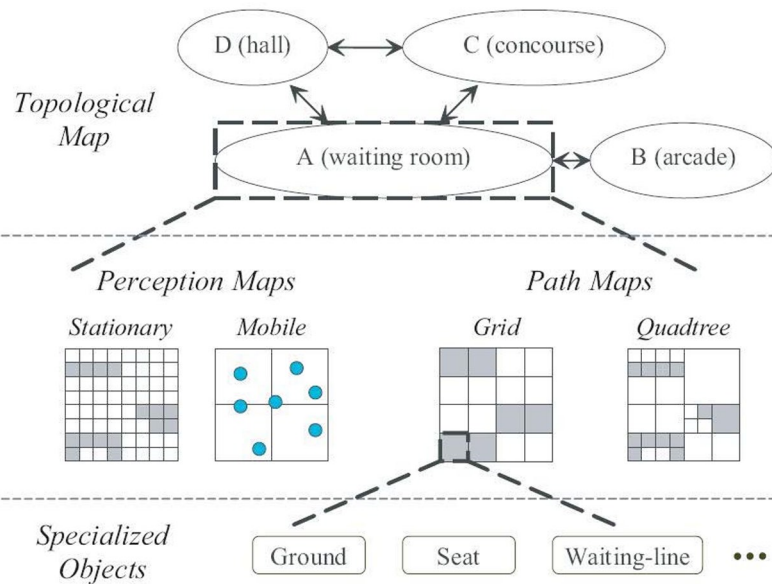 D (hall)
C (concourse)
Topological
Map
A (waiting room)
B (arcade)
Perception Maps
Path Maps
Stationary
Mobile
Grid
Quadtree
Specialized
Objects
Ground
Seat
Waiting-line
•••